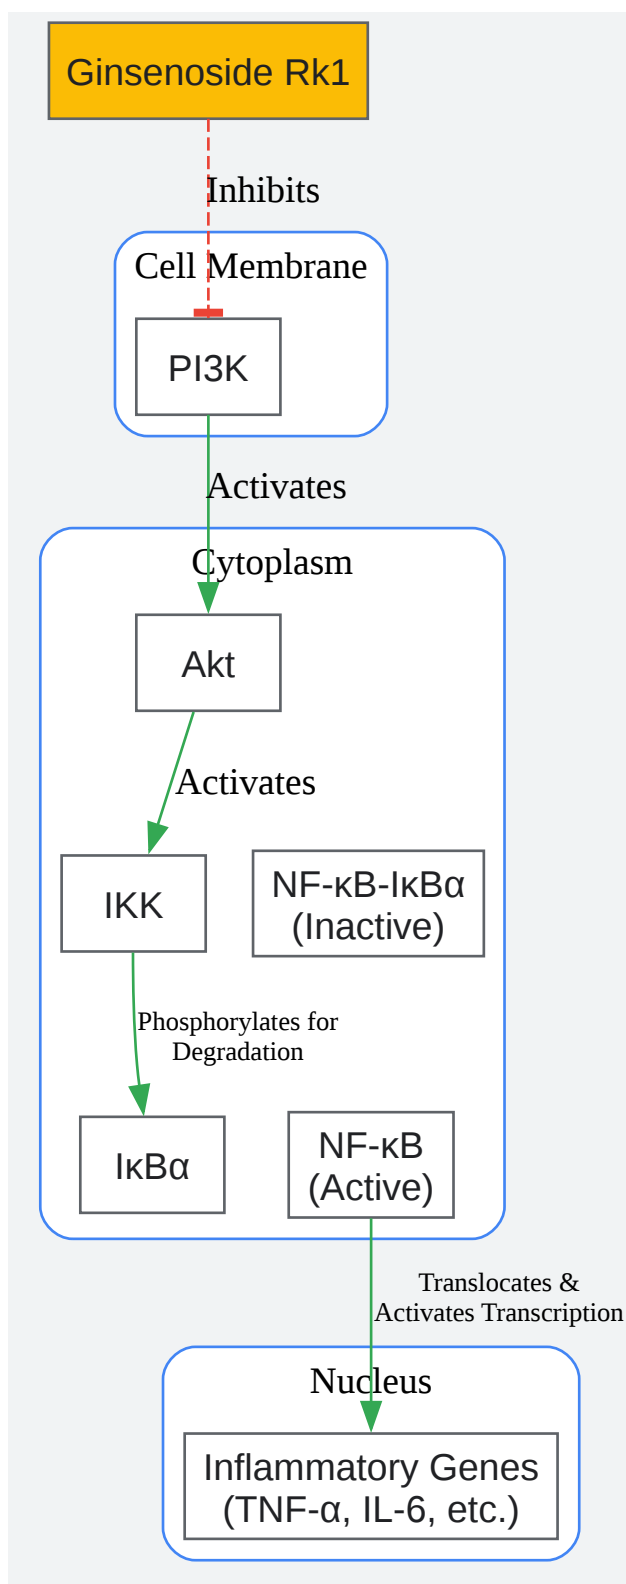 Ginsenoside Rk1
Inhibits
Cell Membrane
PI3K
Activates
Cytoplasm
Akt
Activates
IKK
NF-κB-IκBα
(Inactive)
Phosphorylates for
Degradation
IκBα
NF-κB
(Active)
Translocates &
Activates Transcription
Nucleus
Inflammatory Genes
(TNF-α, IL-6, etc.)